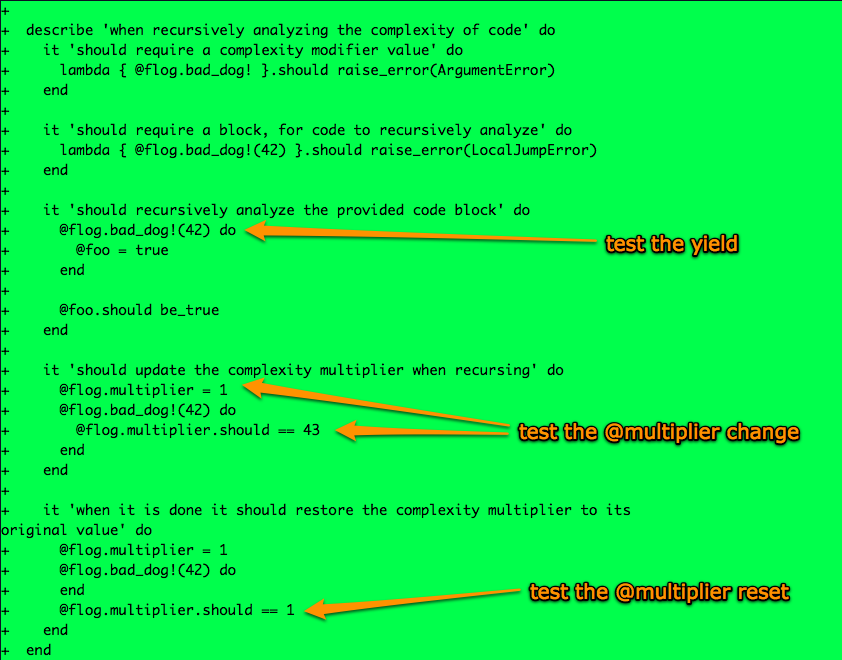 +
+  describe 'when recursively analyzing the complexity of code' do
+    it 'should require a complexity modifier value' do
+      lambda { @flog.bad_dog! }.should raise_error(ArgumentError)
+    end
+
+    it 'should require a block, for code to recursively analyze' do
+      lambda { @flog.bad_dog!(42) }.should raise_error(LocalJumpError)
+    end
+
+    it 'should recursively analyze the provided code block' do
+      @flog.bad_dog!(42) do
test the yield
+        @foo = true
+      end
+
+      @foo.should be_true
+    end
+
+    it 'should update the complexity multiplier when recursing' do
+      @flog.multiplier = 1
+      @flog.bad_dog!(42) do
+        @flog.multiplier.should == 43
test the @multiplier change
+      end
+    end
+
+    it 'when it is done it should restore the complexity multiplier to its
original value' do
+      @flog.multiplier = 1
+      @flog.bad_dog!(42) do
+      end
test the @multiplier reset
+      @flog.multiplier.should == 1
+    end
+  end